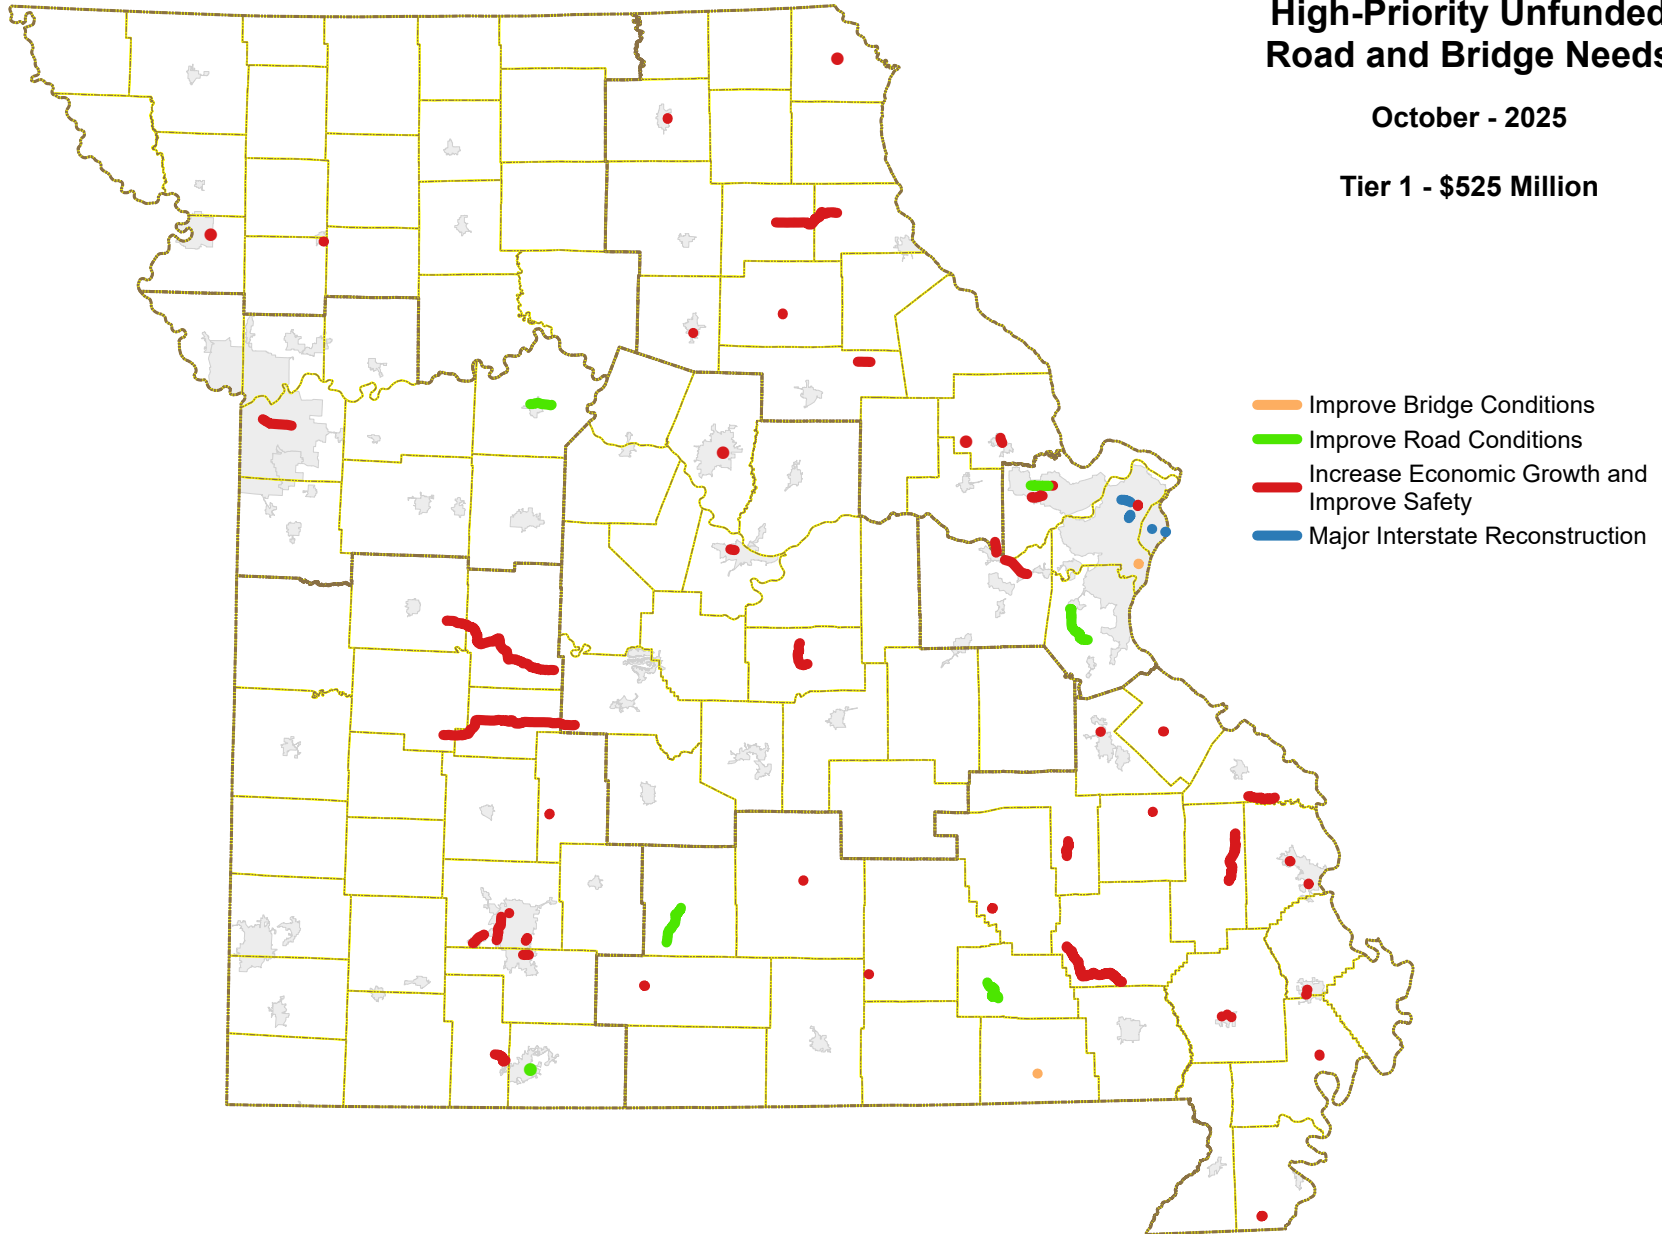 High-Priority Unfunded
Road and Bridge Needs
October - 2025
Tier 1 - $525 Million
Improve Bridge Conditions
Improve Road Conditions
Increase Economic Growth and
Improve Safety
Major Interstate Reconstruction